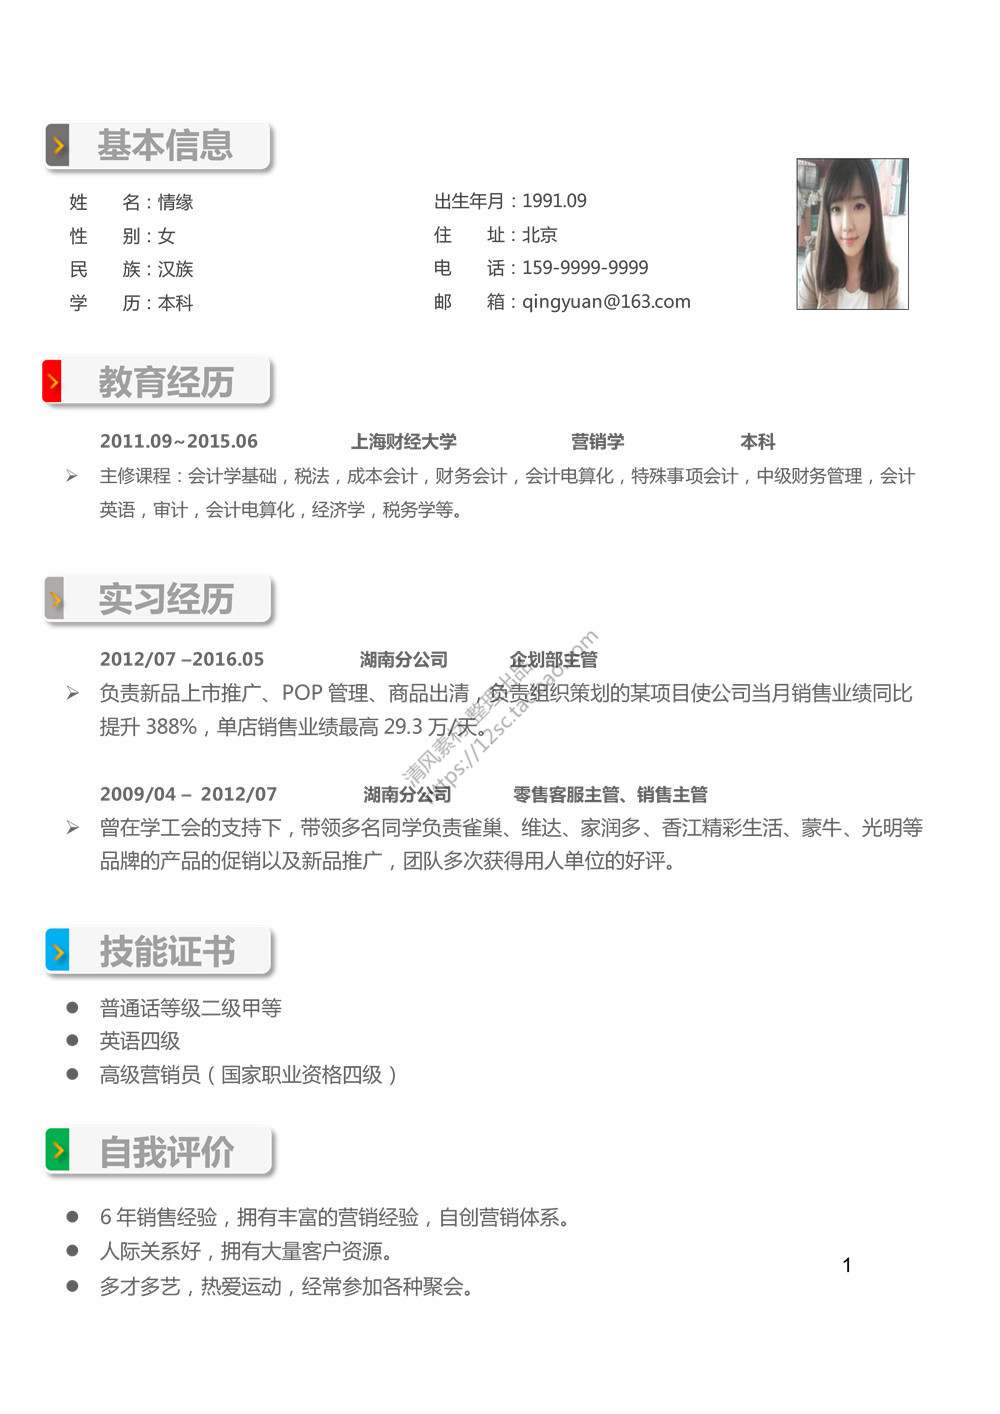 基本信息
姓 名：情缘 出生年月：1991.09
性 别：女 住 址：北京
民 族：汉族 电 话：159-9999-9999
学 历：本科 邮 箱：qingyuan@163.com
教育经历
2011.09~2015.06 上海财经大学 营销学 本科
主修课程：会计学基础，税法，成本会计，财务会计，会计电算化，特殊事项会计，中级财务管理，会计
英语，审计，会计电算化，经济学，税务学等。
实习经历
2012/07 –2016.05 湖南分公司 企划部主管
负责新品上市推广、POP 管理、商品出清，负责组织策划的某项目使公司当月销售业绩同比
提升 388%，单店销售业绩最高 29.3 万/天。
清风素材整理出品
https://12sc.taobao.com
2009/04 – 2012/07 湖南分公司 零售客服主管、销售主管
曾在学工会的支持下，带领多名同学负责雀巢、维达、家润多、香江精彩生活、蒙牛、光明等
品牌的产品的促销以及新品推广，团队多次获得用人单位的好评。
技能证书
● 普通话等级二级甲等
● 英语四级
● 高级营销员（国家职业资格四级）
自我评价
● 6 年销售经验，拥有丰富的营销经验，自创营销体系。
● 人际关系好，拥有大量客户资源。
● 多才多艺，热爱运动，经常参加各种聚会。
1